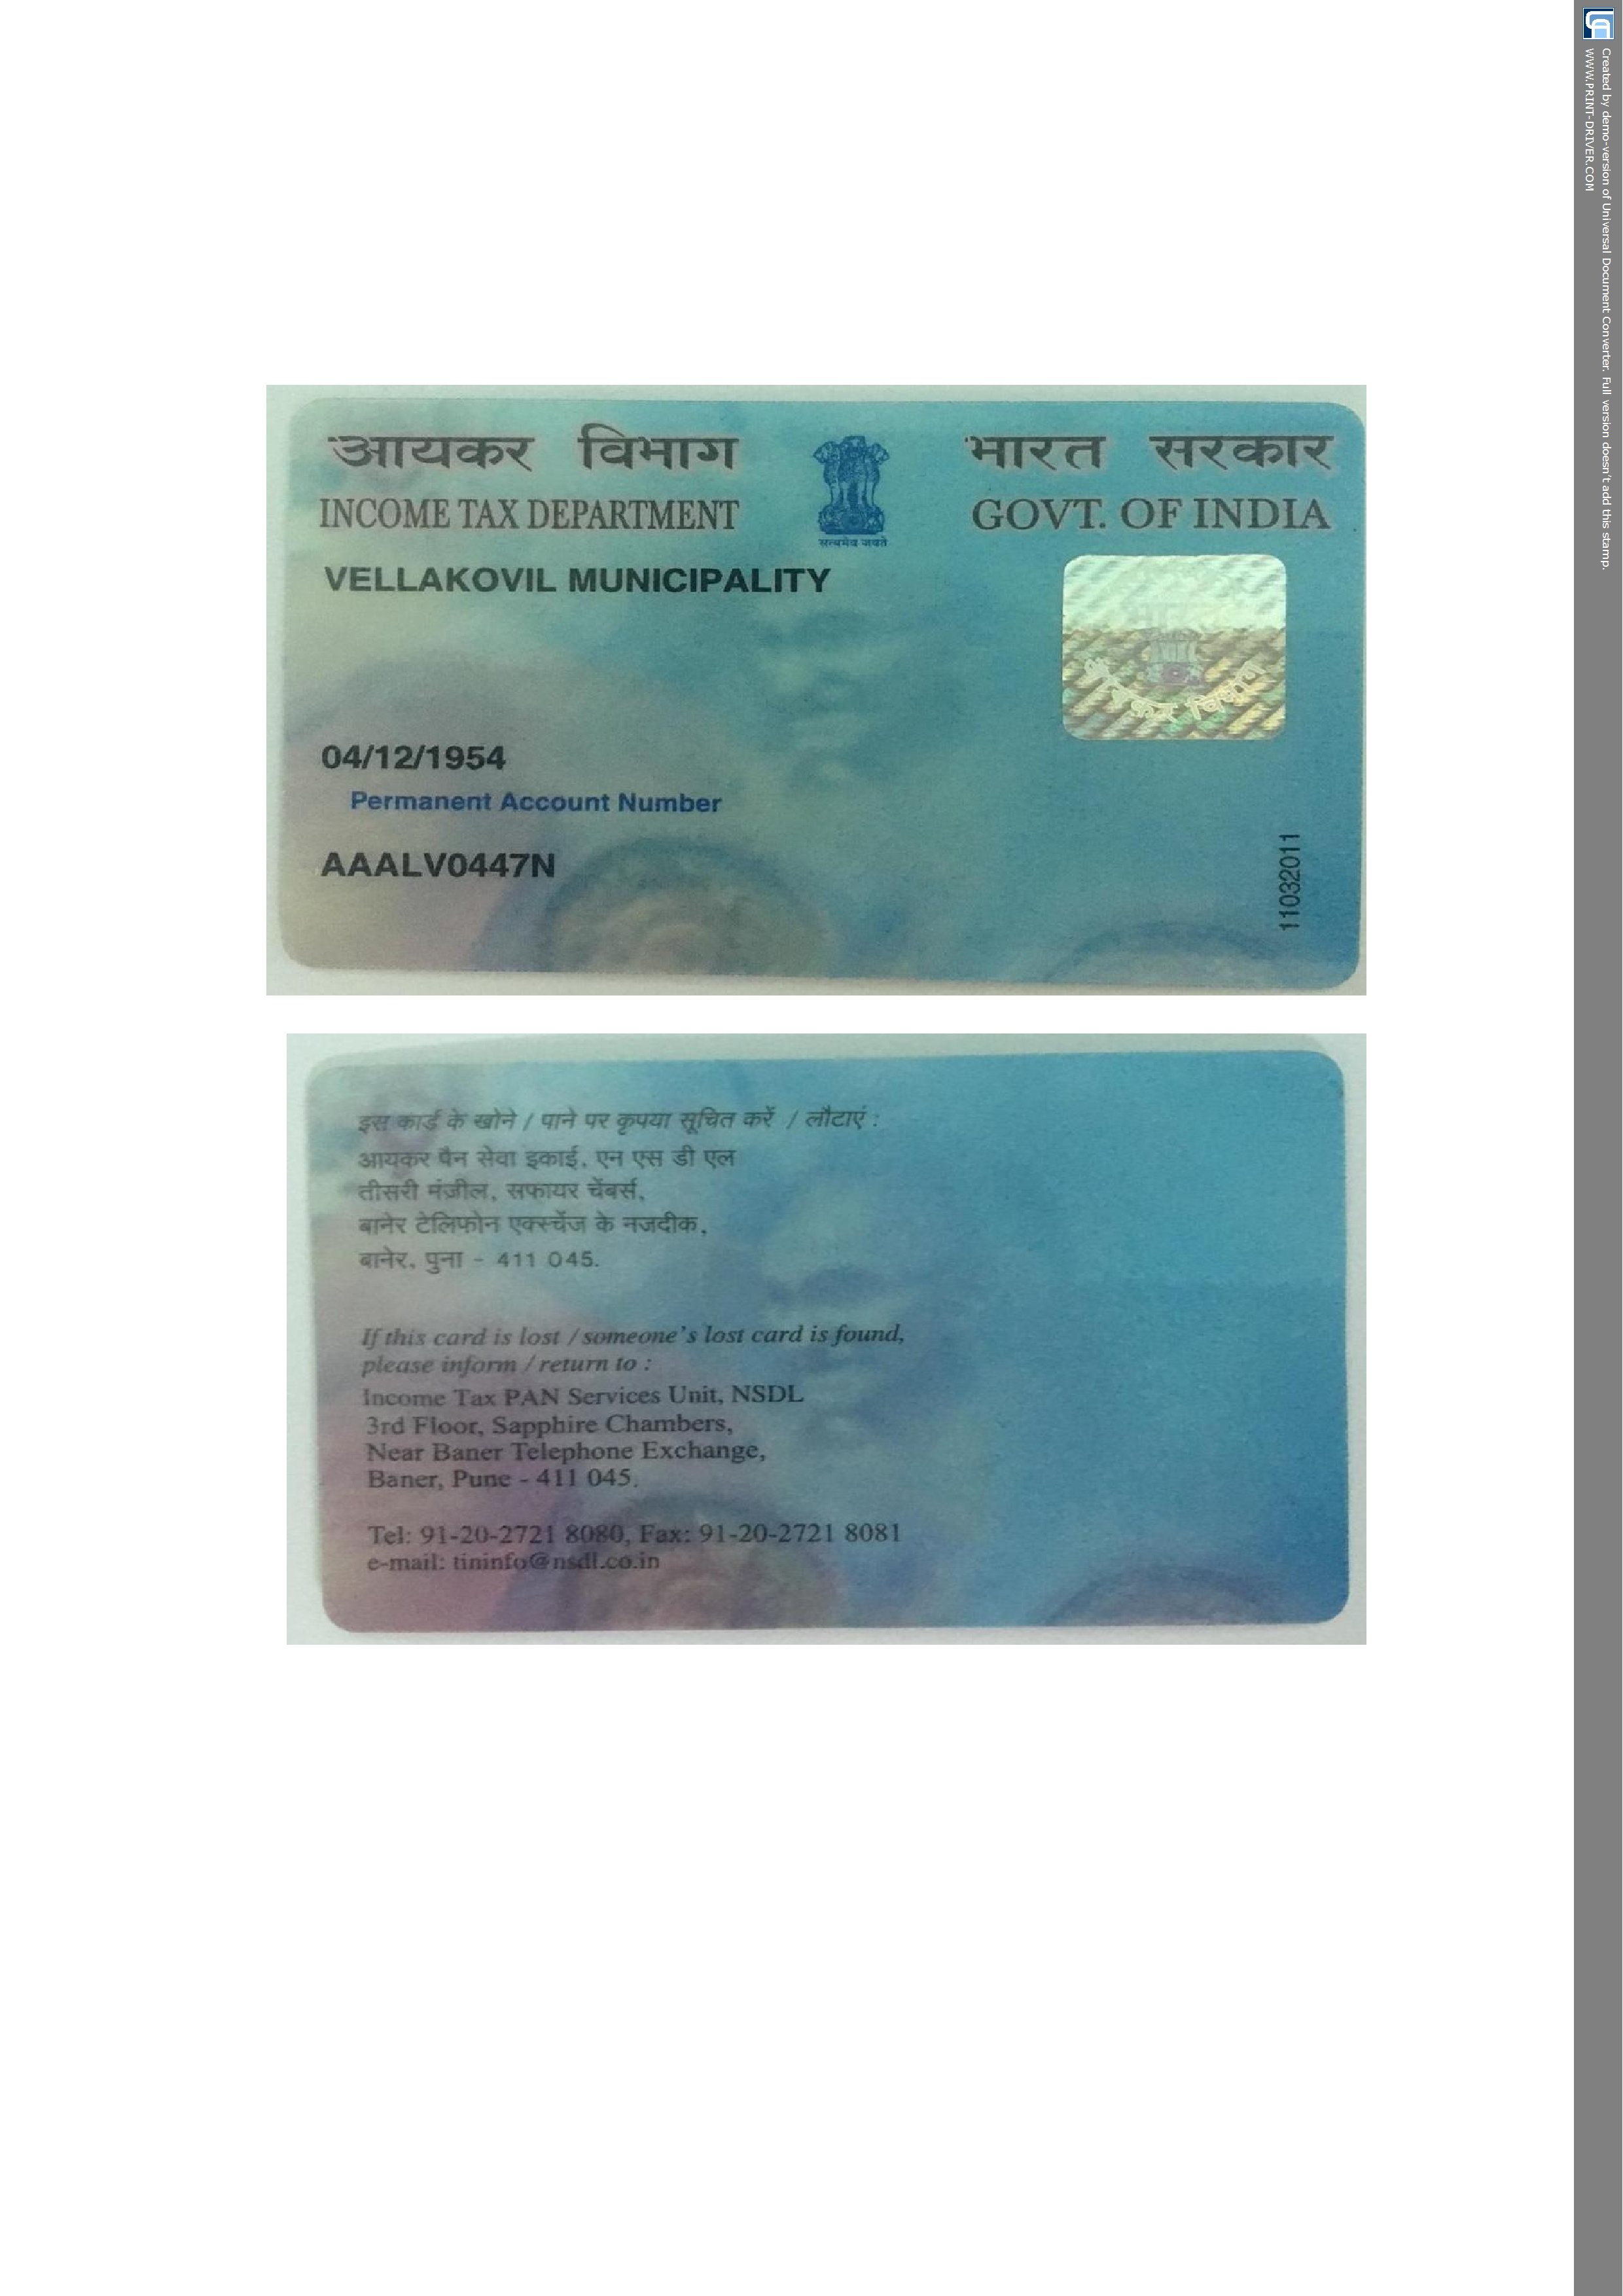 आयकर विभाग
INCOME TAX DEPARTMENT
सत्यमेव जयते
भारत सरकार
GOVT. OF INDIA
VELLAKOVIL MUNICIPALITY
04/12/1954
Permanent Account Number
AAALV0447N
11032011
आयकर विभाग
इस कार्ड के खोने / पाने पर कृपया सूचित करें / लौटाएं :
आयकर पैन सेवा इकाई, एन एस डी एल
तीसरी मंज़ील, सफायर चेंबर्स,
बानेर टेलिफोन एक्स्चेंज के नजदीक,
बानेर, पुना - 411 045.
If this card is lost / someone's lost card is found,
please inform / return to :
Income Tax PAN Services Unit, NSDL
3rd Floor, Sapphire Chambers,
Near Baner Telephone Exchange,
Baner, Pune - 411 045.
Tel: 91-20-2721 8080, Fax: 91-20-2721 8081
e-mail: tininfo@nsdl.co.in
Created by demo-version of Universal Document Converter. Full version doesn't add this stamp.
WWW.PRINT-DRIVER.COM